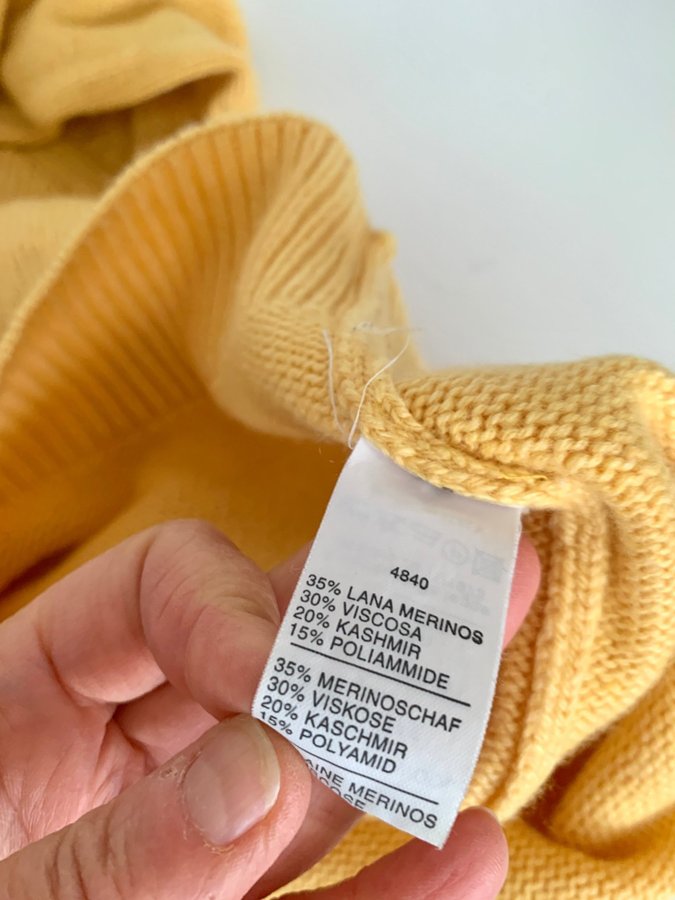 4840
35% LANA MERINOS
30% VISCOSA
20% KASHMIR
15% POLIAMMIDE
35% MERINOSCHAF
30% VISKOSE
20% KASCHMIR
15% POLYAMID
MERINOS